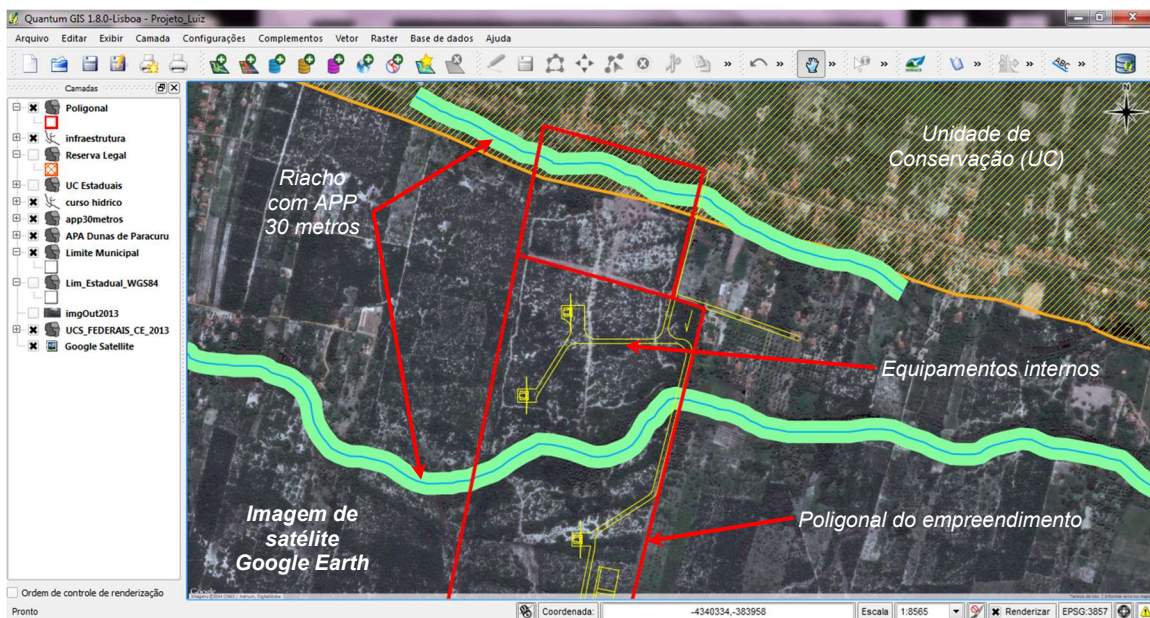 Quantum GIS 1.8.0-Lisboa - Projeto_Luiz
Arquivo Editar Exibir Camada Configurações Complementos Vetor Raster Base de dados Ajuda
Camadas
Poligonal
infraestrutura
Reserva Legal
UC Estaduais
curso hidrico
app30metros
APA Dunas de Paracuru
Limite Municipal
Lim_Estadual_WGS84
imgOut2013
UCS_FEDERAIS_CE_2013
Google Satellite
N
Unidade de
Conservação (UC)
Riacho
com APP
30 metros
Equipamentos internos
Poligonal do empreendimento
Imagem de
satélite
Google Earth
Google
Ordem de controle de renderização
Pronto
Coordenada: -4340334,-383958 Escala 1:8565 Renderizar EPSG:3857